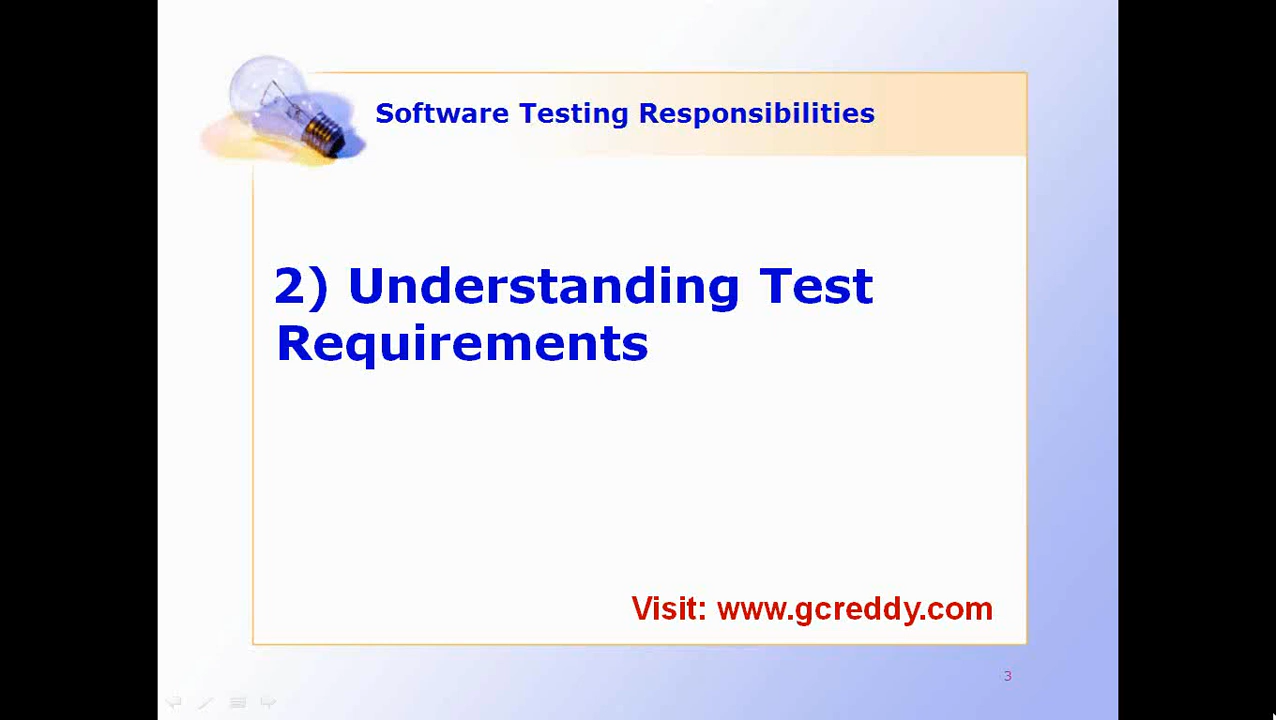 Software Testing Responsibilities
2) Understanding Test
Requirements
Visit: www.gcreddy.com
3